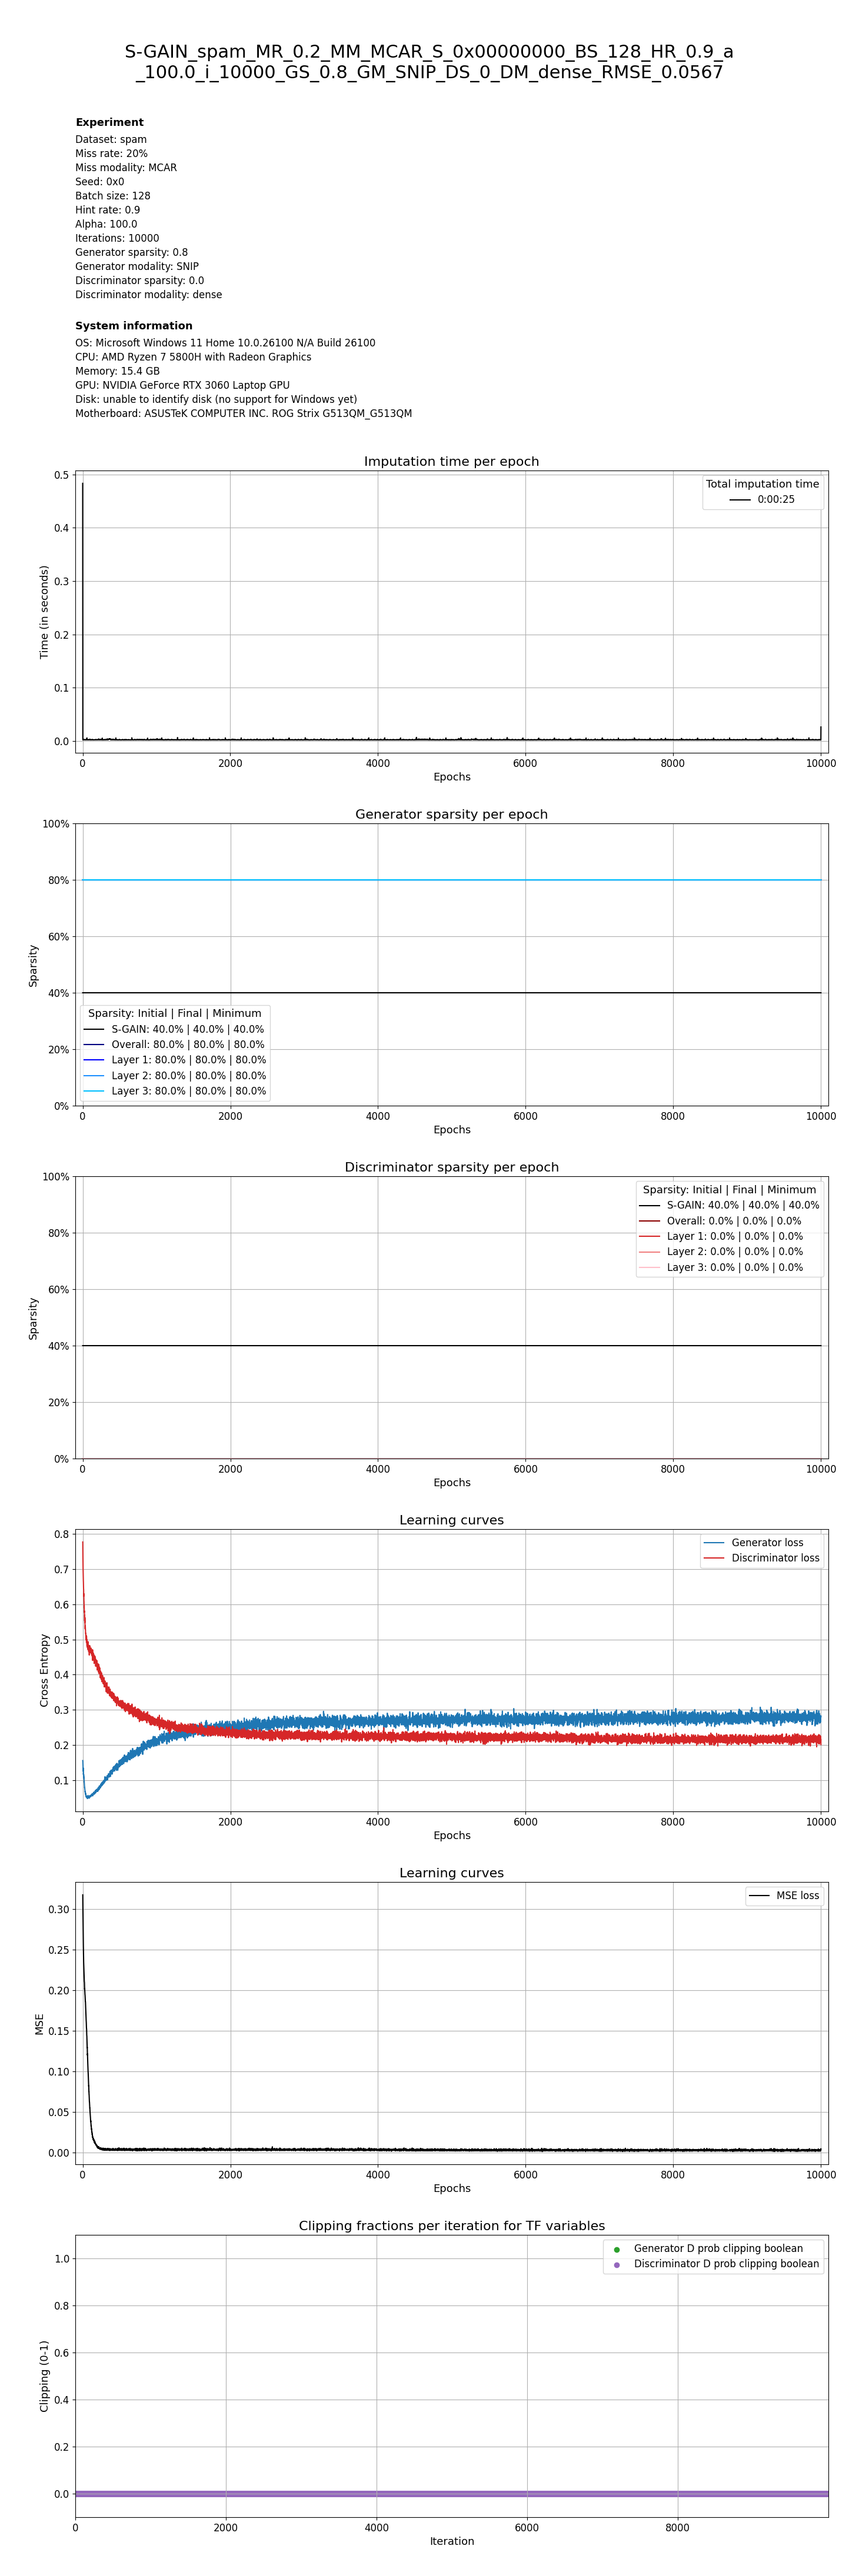 S-GAIN_spam_MR_0.2_MM_MCAR_S_0x00000000_BS_128_HR_0.9_a
_100.0_i_10000_GS_0.8_GM_SNIP_DS_0_DM_dense_RMSE_0.0567
Experiment
Dataset: spam
Miss rate: 20%
Miss modality: MCAR
Seed: 0x0
Batch size: 128
Hint rate: 0.9
Alpha: 100.0
Iterations: 10000
Generator sparsity: 0.8
Generator modality: SNIP
Discriminator sparsity: 0.0
Discriminator modality: dense
System information
OS: Microsoft Windows 11 Home 10.0.26100 N/A Build 26100
CPU: AMD Ryzen 7 5800H with Radeon Graphics
Memory: 15.4 GB
GPU: NVIDIA GeForce RTX 3060 Laptop GPU
Disk: unable to identify disk (no support for Windows yet)
Motherboard: ASUSTeK COMPUTER INC. ROG Strix G513QM_G513QM
Imputation time per epoch
Time (in seconds)
0.5
0.4
0.3
0.2
0.1
0.0
Total imputation time
0:00:25
0 2000 4000 6000 8000 10000
Epochs
Generator sparsity per epoch
Sparsity
100%
80%
60%
40%
20%
0%
Sparsity: Initial | Final | Minimum
S-GAIN: 40.0% | 40.0% | 40.0%
Overall: 80.0% | 80.0% | 80.0%
Layer 1: 80.0% | 80.0% | 80.0%
Layer 2: 80.0% | 80.0% | 80.0%
Layer 3: 80.0% | 80.0% | 80.0%
0 2000 4000 6000 8000 10000
Epochs
Discriminator sparsity per epoch
Sparsity
100%
80%
60%
40%
20%
0%
Sparsity: Initial | Final | Minimum
S-GAIN: 40.0% | 40.0% | 40.0%
Overall: 0.0% | 0.0% | 0.0%
Layer 1: 0.0% | 0.0% | 0.0%
Layer 2: 0.0% | 0.0% | 0.0%
Layer 3: 0.0% | 0.0% | 0.0%
0 2000 4000 6000 8000 10000
Epochs
Learning curves
Cross Entropy
0.8
0.7
0.6
0.5
0.4
0.3
0.2
0.1
Generator loss
Discriminator loss
0 2000 4000 6000 8000 10000
Epochs
Learning curves
MSE
0.30
0.25
0.20
0.15
0.10
0.05
0.00
MSE loss
0 2000 4000 6000 8000 10000
Epochs
Clipping fractions per iteration for TF variables
Clipping (0-1)
1.0
0.8
0.6
0.4
0.2
0.0
Generator D prob clipping boolean
Discriminator D prob clipping boolean
0 2000 4000 6000 8000
Iteration